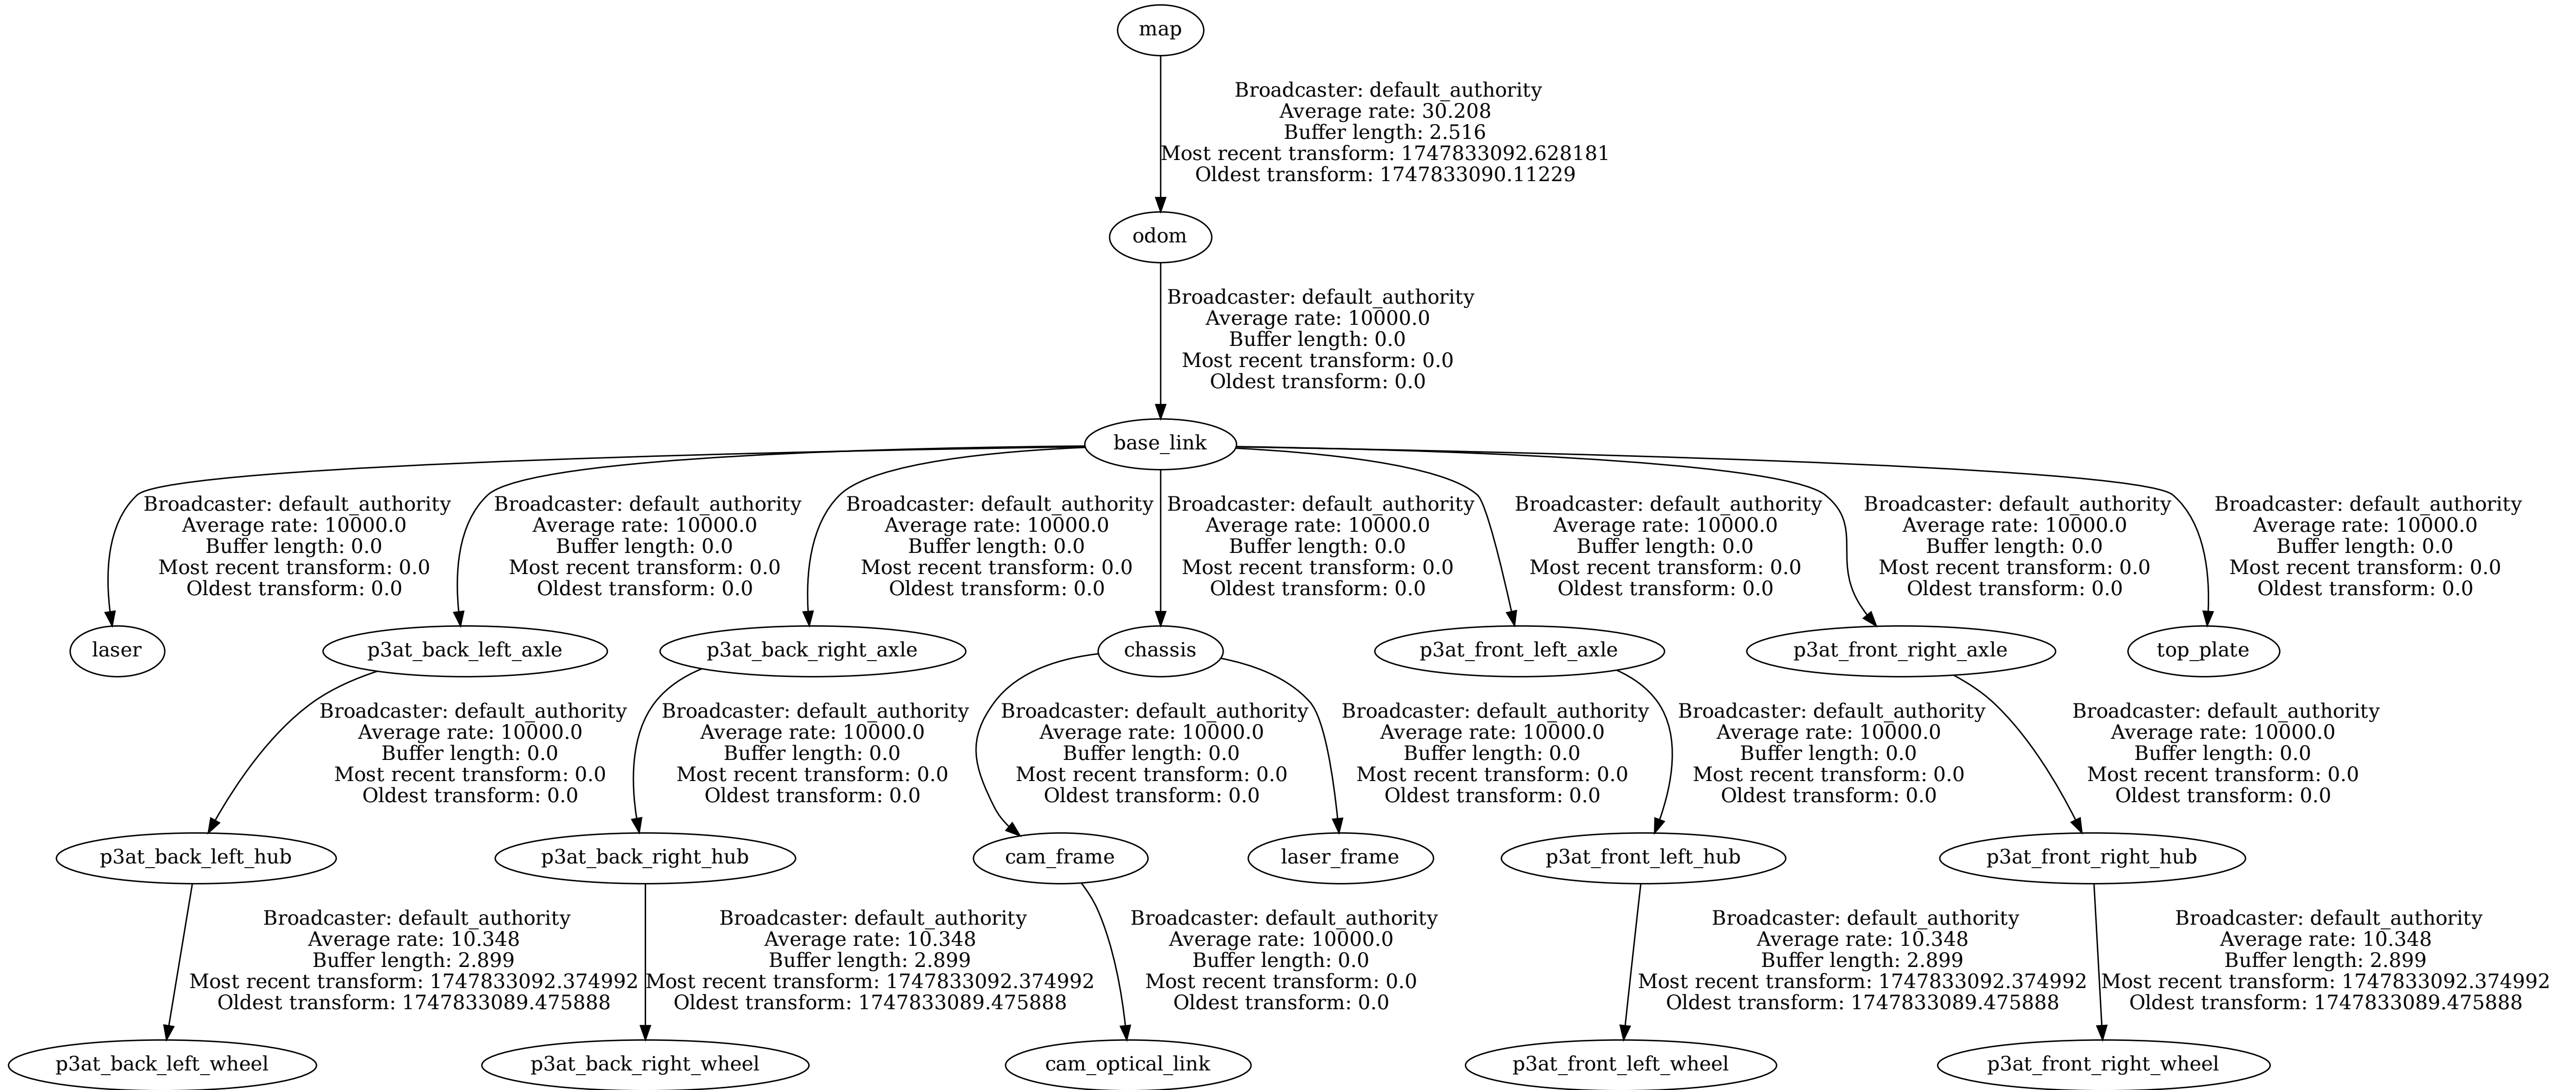 map
Broadcaster: default_authority
Average rate: 30.208
Buffer length: 2.516
Most recent transform: 1747833092.628181
Oldest transform: 1747833090.11229
odom
Broadcaster: default_authority
Average rate: 10000.0
Buffer length: 0.0
Most recent transform: 0.0
Oldest transform: 0.0
base_link
Broadcaster: default_authority
Average rate: 10000.0
Buffer length: 0.0
Most recent transform: 0.0
Oldest transform: 0.0
Broadcaster: default_authority
Average rate: 10000.0
Buffer length: 0.0
Most recent transform: 0.0
Oldest transform: 0.0
Broadcaster: default_authority
Average rate: 10000.0
Buffer length: 0.0
Most recent transform: 0.0
Oldest transform: 0.0
Broadcaster: default_authority
Average rate: 10000.0
Buffer length: 0.0
Most recent transform: 0.0
Oldest transform: 0.0
Broadcaster: default_authority
Average rate: 10000.0
Buffer length: 0.0
Most recent transform: 0.0
Oldest transform: 0.0
Broadcaster: default_authority
Average rate: 10000.0
Buffer length: 0.0
Most recent transform: 0.0
Oldest transform: 0.0
Broadcaster: default_authority
Average rate: 10000.0
Buffer length: 0.0
Most recent transform: 0.0
Oldest transform: 0.0
laser
p3at_back_left_axle
p3at_back_right_axle
chassis
p3at_front_left_axle
p3at_front_right_axle
top_plate
Broadcaster: default_authority
Average rate: 10000.0
Buffer length: 0.0
Most recent transform: 0.0
Oldest transform: 0.0
Broadcaster: default_authority
Average rate: 10000.0
Buffer length: 0.0
Most recent transform: 0.0
Oldest transform: 0.0
Broadcaster: default_authority
Average rate: 10000.0
Buffer length: 0.0
Most recent transform: 0.0
Oldest transform: 0.0
Broadcaster: default_authority
Average rate: 10000.0
Buffer length: 0.0
Most recent transform: 0.0
Oldest transform: 0.0
Broadcaster: default_authority
Average rate: 10000.0
Buffer length: 0.0
Most recent transform: 0.0
Oldest transform: 0.0
Broadcaster: default_authority
Average rate: 10000.0
Buffer length: 0.0
Most recent transform: 0.0
Oldest transform: 0.0
p3at_back_left_hub
p3at_back_right_hub
cam_frame
laser_frame
p3at_front_left_hub
p3at_front_right_hub
Broadcaster: default_authority
Average rate: 10.348
Buffer length: 2.899
Most recent transform: 1747833092.374992
Oldest transform: 1747833089.475888
Broadcaster: default_authority
Average rate: 10.348
Buffer length: 2.899
Most recent transform: 1747833092.374992
Oldest transform: 1747833089.475888
Broadcaster: default_authority
Average rate: 10000.0
Buffer length: 0.0
Most recent transform: 0.0
Oldest transform: 0.0
Broadcaster: default_authority
Average rate: 10.348
Buffer length: 2.899
Most recent transform: 1747833092.374992
Oldest transform: 1747833089.475888
Broadcaster: default_authority
Average rate: 10.348
Buffer length: 2.899
Most recent transform: 1747833092.374992
Oldest transform: 1747833089.475888
p3at_back_left_wheel
p3at_back_right_wheel
cam_optical_link
p3at_front_left_wheel
p3at_front_right_wheel